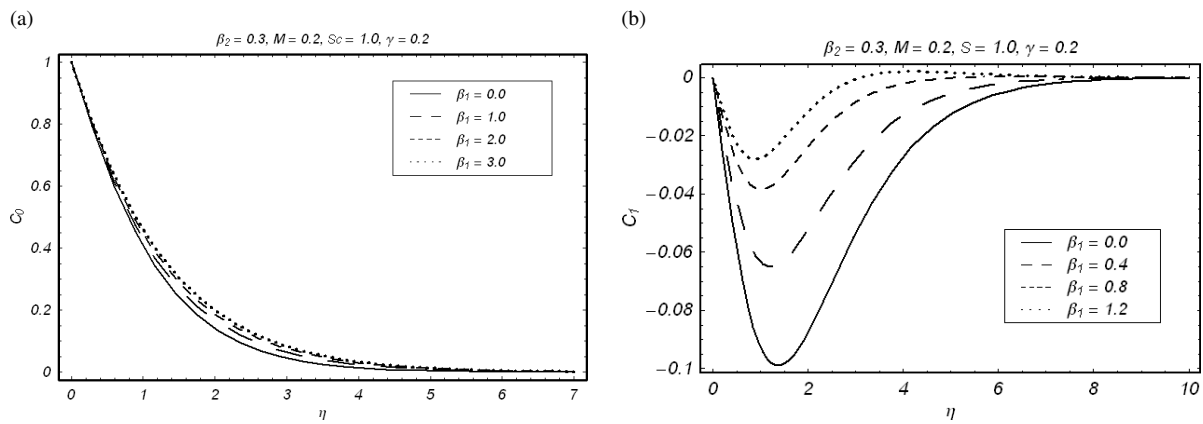 (a)
β₂ = 0.3, M = 0.2, Sc = 1.0, γ = 0.2
1
0.8
0.6
0.4
0.2
0
C₀
β₁ = 0.0
β₁ = 1.0
β₁ = 2.0
β₁ = 3.0
0 1 2 3 4 5 6 7
η
(b)
β₂ = 0.3, M = 0.2, S = 1.0, γ = 0.2
0
−0.02
−0.04
−0.06
−0.08
−0.1
C₁
β₁ = 0.0
β₁ = 0.4
β₁ = 0.8
β₁ = 1.2
0 2 4 6 8 10
η